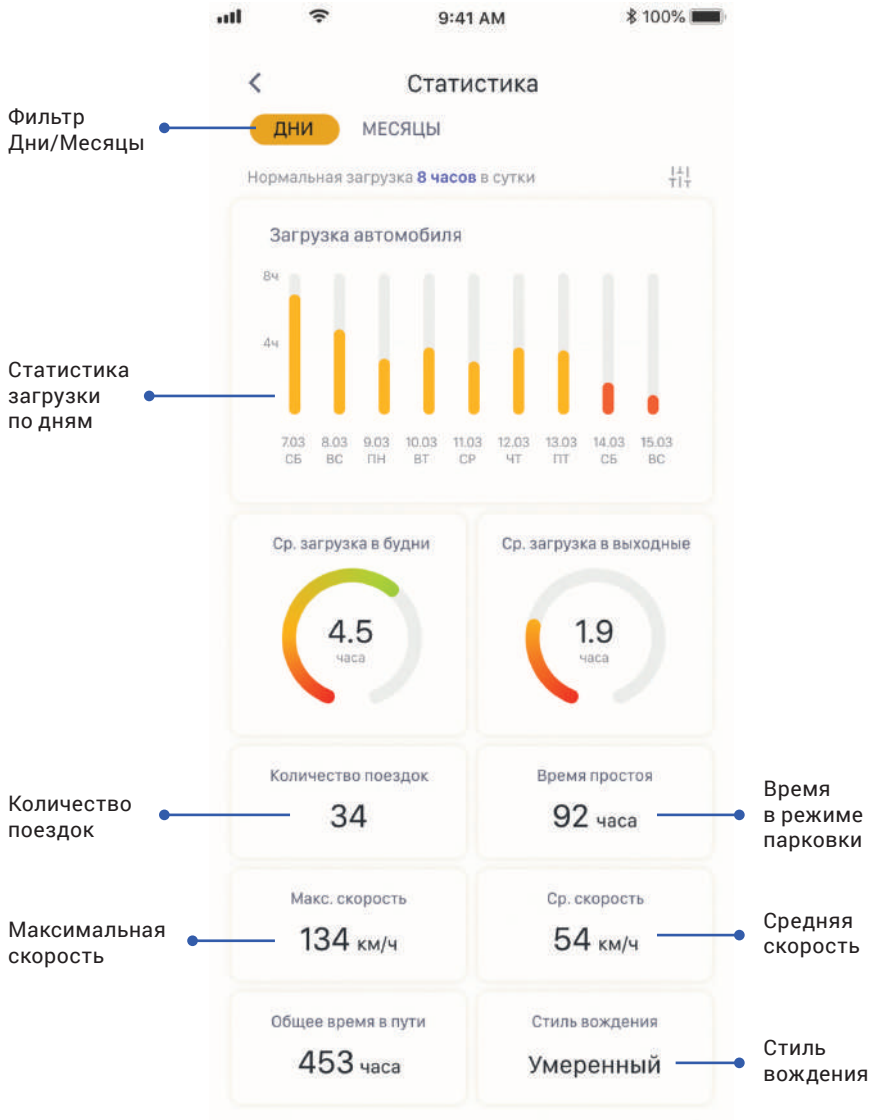 9:41 AM
100%
Статистика
Фильтр
Дни/Месяцы
ДНИ
МЕСЯЦЫ
Нормальная загрузка 8 часов в сутки
Загрузка автомобиля
8ч
4ч
Статистика
загрузки
по дням
7.03 8.03 9.03 10.03 11.03 12.03 13.03 14.03 15.03
СБ ВС ПН ВТ СР ЧТ ПТ СБ ВС
Ср. загрузка в будни
4.5
часа
Ср. загрузка в выходные
1.9
часа
Количество
поездок
Количество поездок
34
Время простоя
92 часа
Время
в режиме
парковки
Максимальная
скорость
Макс. скорость
134 км/ч
Ср. скорость
54 км/ч
Средняя
скорость
Общее время в пути
453 часа
Стиль вождения
Умеренный
Стиль
вождения